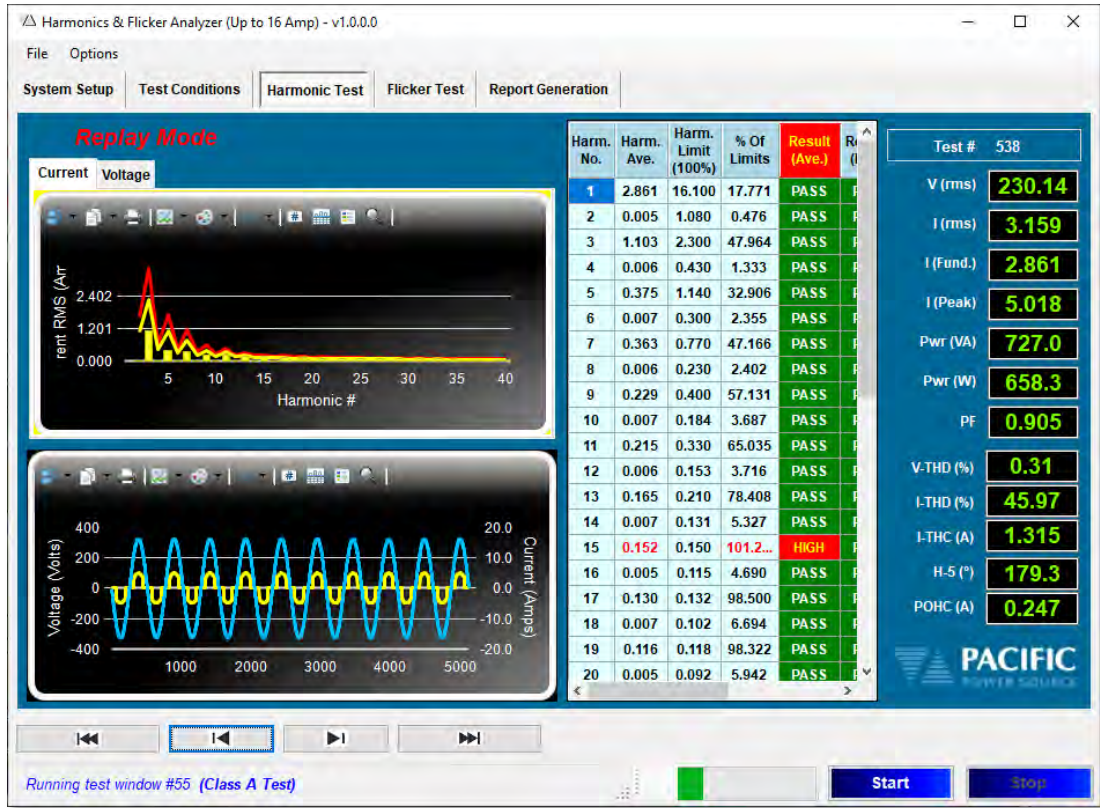 Harmonics & Flicker Analyzer (Up to 16 Amp) - v1.0.0.0
File Options
System Setup Test Conditions Harmonic Test Flicker Test Report Generation
Replay Mode
Current Voltage
rent RMS (Arr
2.402
1.201
0.000
5 10 15 20 25 30 35 40
Harmonic #
Voltage (Volts)
400 20.0
200 10.0
0 0.0
-200 -10.0
-400 -20.0
Current (Amps)
1000 2000 3000 4000 5000
Harm. No. Harm. Ave. Harm. Limit (100%) % Of Limits Result (Ave.)
1 2.861 16.100 17.771 PASS
2 0.005 1.080 0.476 PASS
3 1.103 2.300 47.964 PASS
4 0.006 0.430 1.333 PASS
5 0.375 1.140 32.906 PASS
6 0.007 0.300 2.355 PASS
7 0.363 0.770 47.166 PASS
8 0.006 0.230 2.402 PASS
9 0.229 0.400 57.131 PASS
10 0.007 0.184 3.687 PASS
11 0.215 0.330 65.035 PASS
12 0.006 0.153 3.716 PASS
13 0.165 0.210 78.408 PASS
14 0.007 0.131 5.327 PASS
15 0.152 0.150 101.2... HIGH
16 0.005 0.115 4.690 PASS
17 0.130 0.132 98.500 PASS
18 0.007 0.102 6.694 PASS
19 0.116 0.118 98.322 PASS
20 0.005 0.092 5.942 PASS
Test # 538
V (rms) 230.14
I (rms) 3.159
I (Fund.) 2.861
I (Peak) 5.018
Pwr (VA) 727.0
Pwr (W) 658.3
PF 0.905
V-THD (%) 0.31
I-THD (%) 45.97
I-THC (A) 1.315
H-5 (º) 179.3
POHC (A) 0.247
PACIFIC
POWER SOURCE
Running test window #55 (Class A Test)
Start Stop